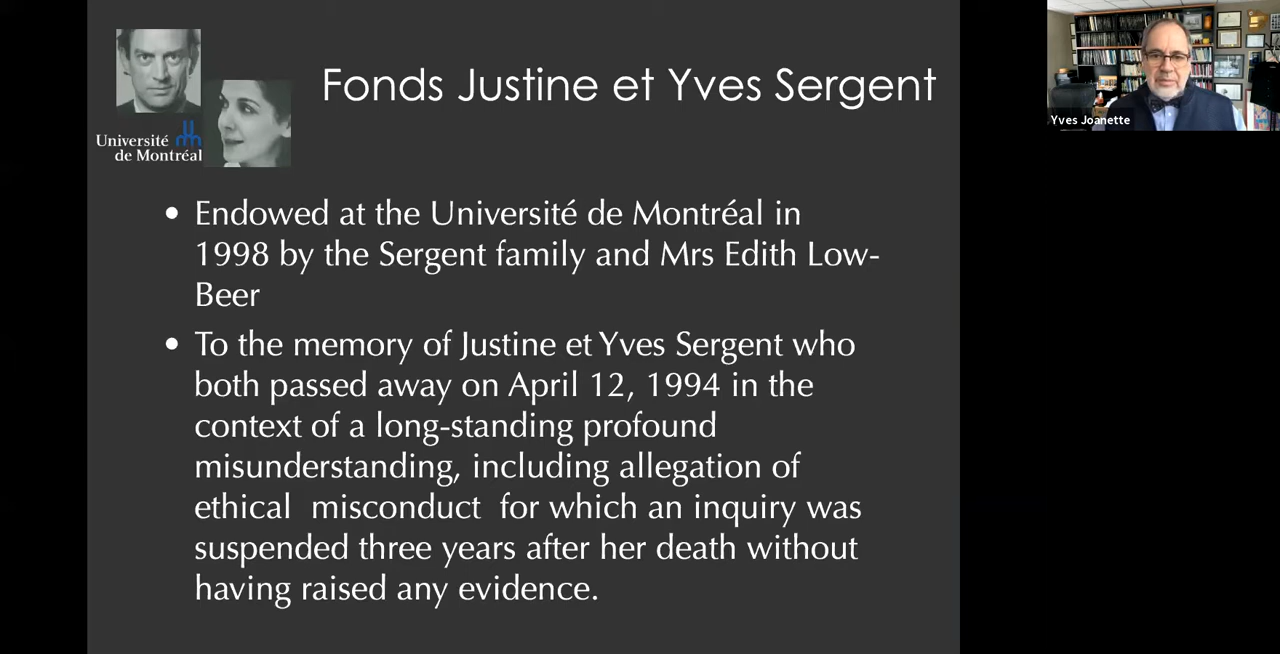 Fonds Justine et Yves Sergent
Université
de Montréal
• Endowed at the Université de Montréal in
1998 by the Sergent family and Mrs Edith Low-
Beer
• To the memory of Justine et Yves Sergent who
both passed away on April 12, 1994 in the
context of a long-standing profound
misunderstanding, including allegation of
ethical misconduct for which an inquiry was
suspended three years after her death without
having raised any evidence.
Yves Joanette